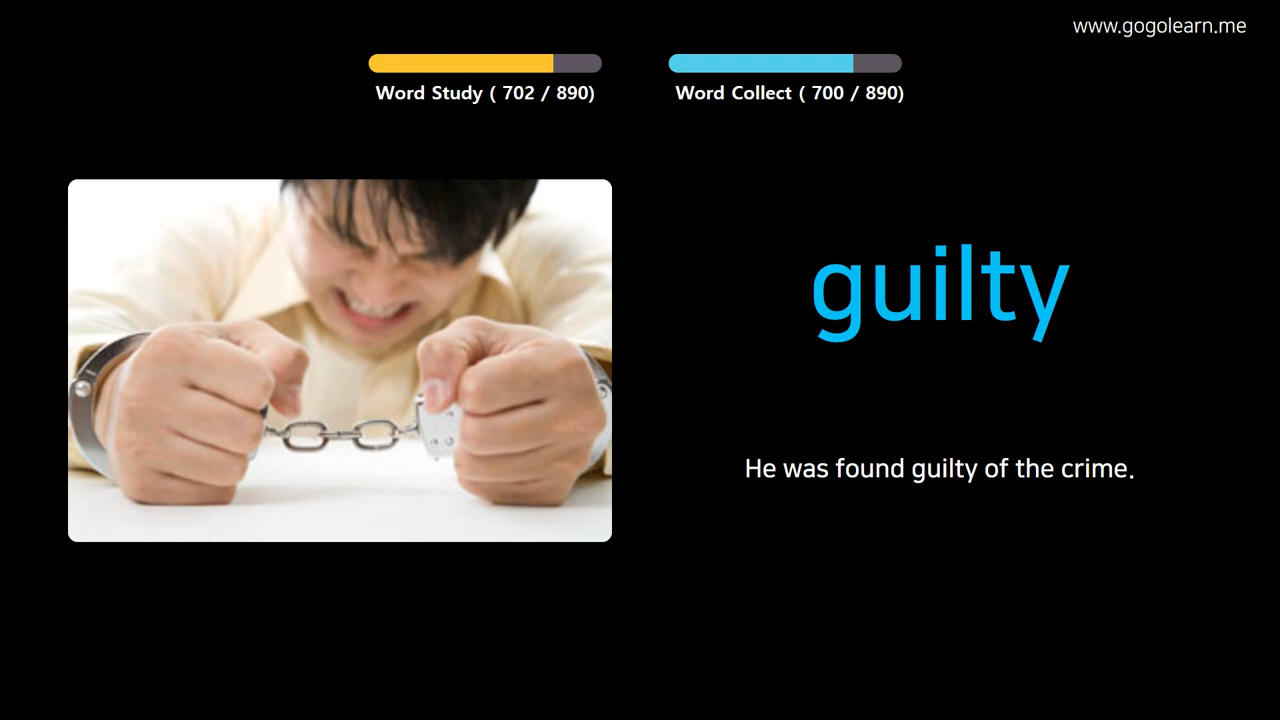 www.gogolearn.me
Word Study ( 702 / 890)
Word Collect ( 700 / 890)
guilty
He was found guilty of the crime.